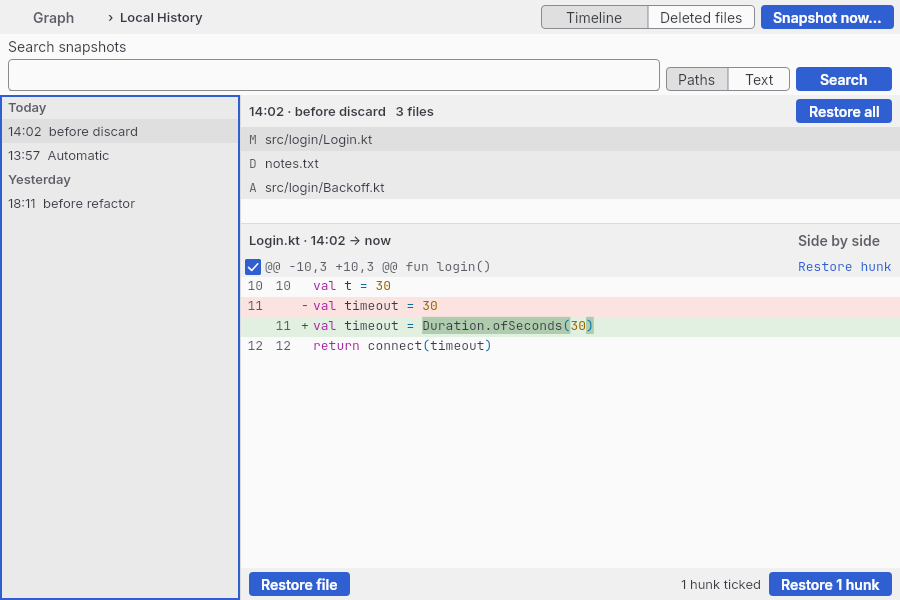 Graph › Local History Timeline Deleted files Snapshot now...
Search snapshots
Paths Text Search
Today
14:02 before discard
13:57 Automatic
Yesterday
18:11 before refactor
14:02 · before discard 3 files Restore all
M src/login/Login.kt
D notes.txt
A src/login/Backoff.kt
Login.kt · 14:02 → now Side by side
@@ -10,3 +10,3 @@ fun login() Restore hunk
10 10 val t = 30
11 - val timeout = 30
11 + val timeout = Duration.ofSeconds(30)
12 12 return connect(timeout)
Restore file 1 hunk ticked Restore 1 hunk